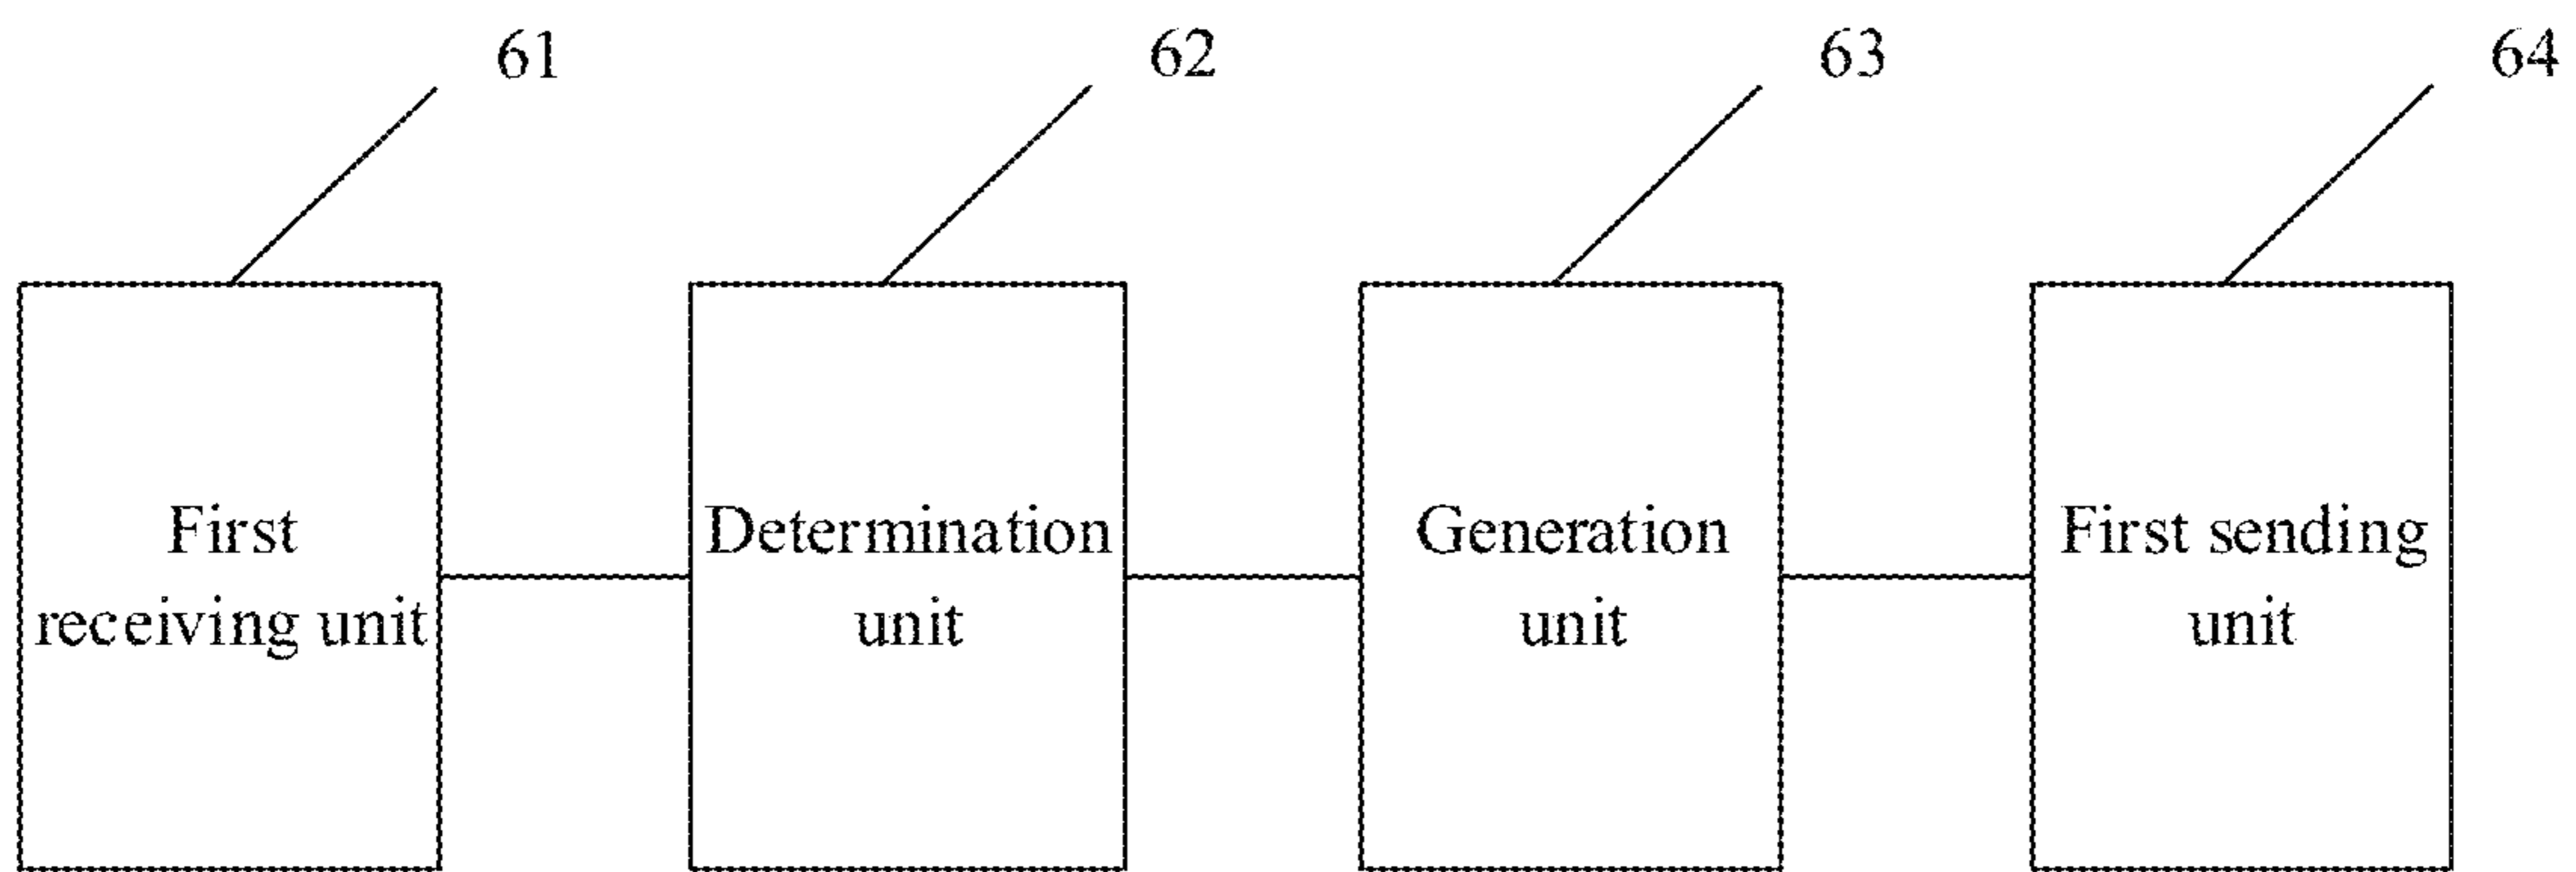 61
62
63
64
First
receiving unit
Determination
unit
Generation
unit
First sending
unit